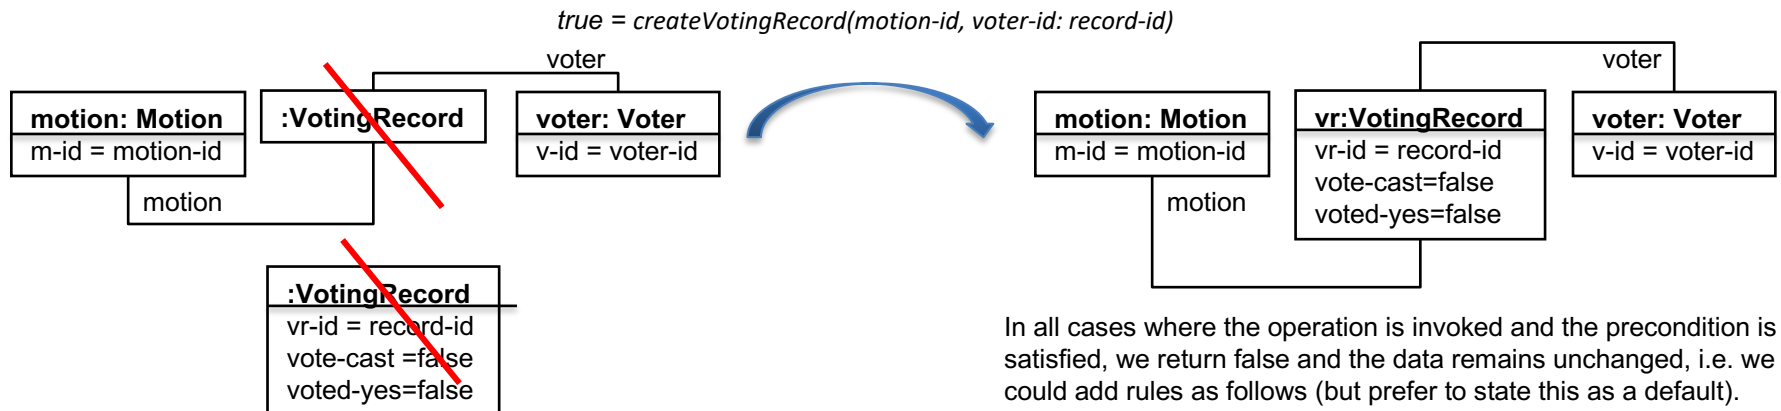 true = createVotingRecord(motion-id, voter-id: record-id)
voter
motion: Motion
m-id = motion-id
:VotingRecord
voter: Voter
v-id = voter-id
motion
:VotingRecord
vr-id = record-id
vote-cast =false
voted-yes=false
voter
motion: Motion
m-id = motion-id
vr:VotingRecord
vr-id = record-id
vote-cast=false
voted-yes=false
voter: Voter
v-id = voter-id
motion
In all cases where the operation is invoked and the precondition is
satisfied, we return false and the data remains unchanged, i.e. we
could add rules as follows (but prefer to state this as a default).